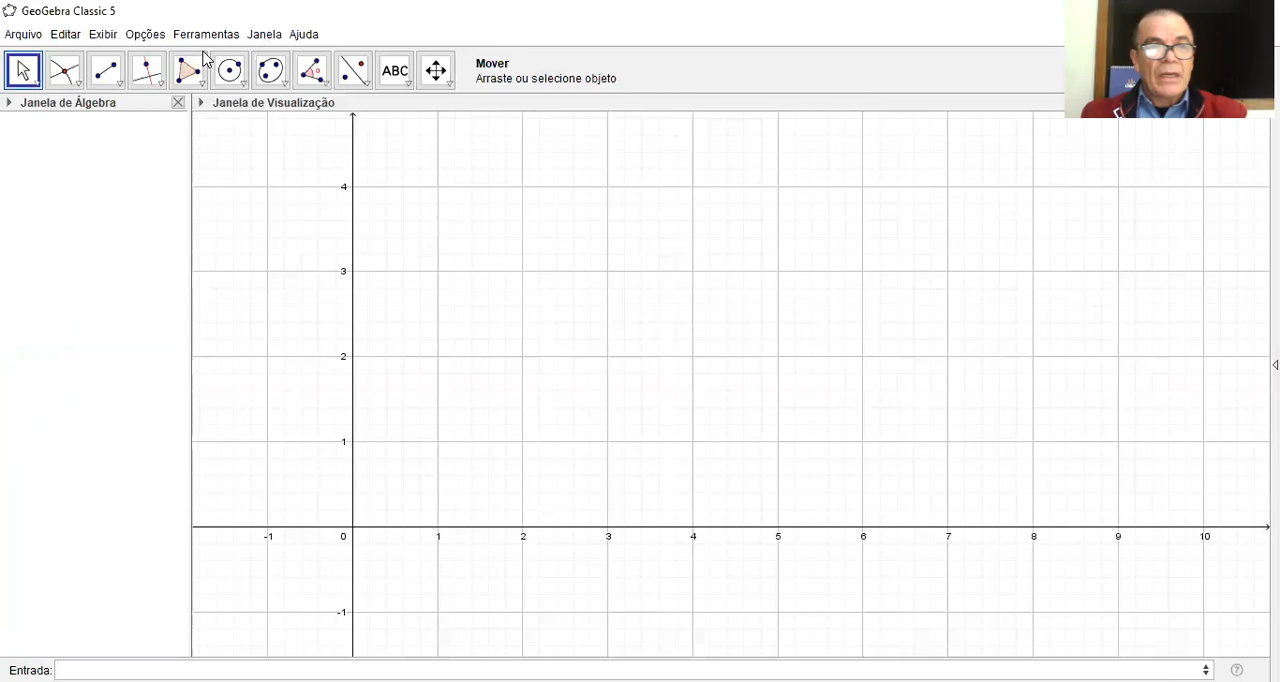 GeoGebra Classic 5
Arquivo Editar Exibir Opções Ferramentas Janela Ajuda
ABC
Mover
Arraste ou selecione objeto
Janela de Álgebra
Janela de Visualização
4
3
2
1
-1 0 1 2 3 4 5 6 7 8 9 10
-1
Entrada: